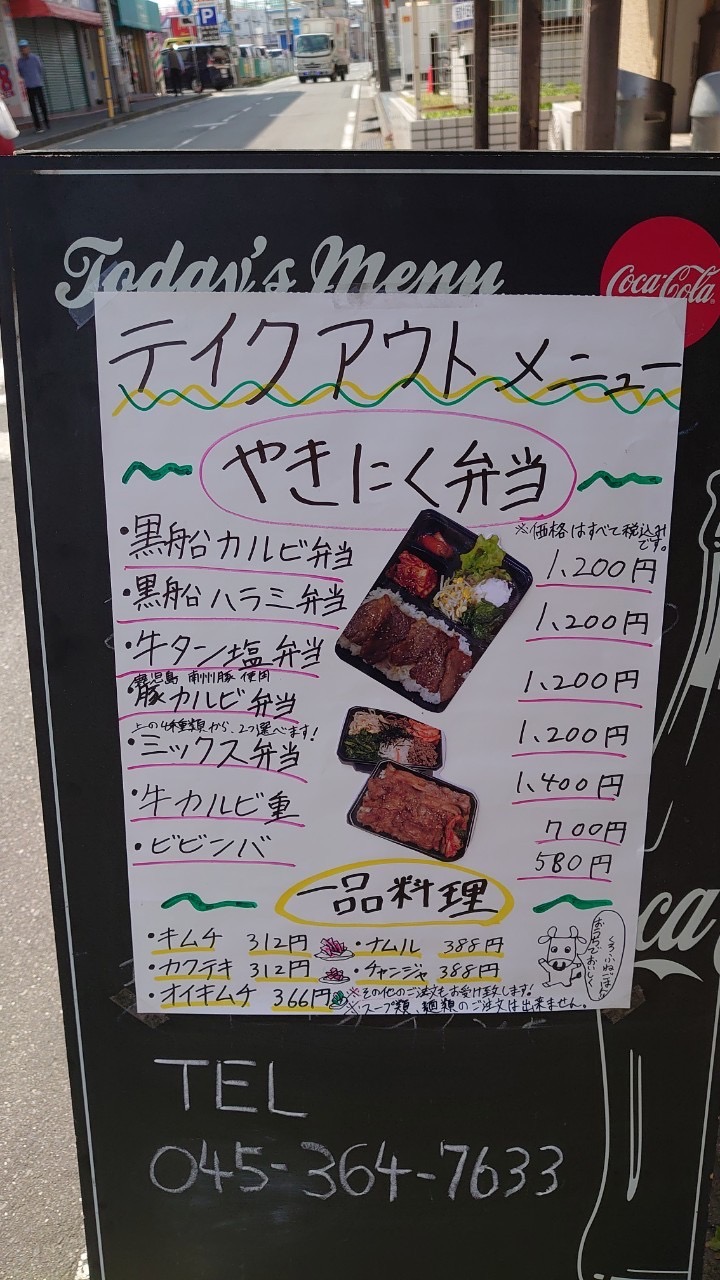 Today's Menu
Coca-Cola
テイクアウトメニュー
やきにく弁当
※価格はすべて税込みです。
・黒船カルビ弁当 1,200円
・黒船ハラミ弁当 1,200円
・牛タン塩弁当 1,200円
鹿児島 南州豚使用
・豚カルビ弁当 1,200円
上の4種類から、2つ選べます!
・ミックス弁当 1,400円
・牛カルビ重 700円
・ビビンバ 580円
一品料理
・キムチ 312円 ・ナムル 388円
・カクテキ 312円 ・チャンジャ 388円
・オイキムチ 366円
※その他のご注文もお受け致します!
※スープ類、麺類のご注文は出来ません。
くろふねごはん
おうちでおいしく
TEL
045-364-7633